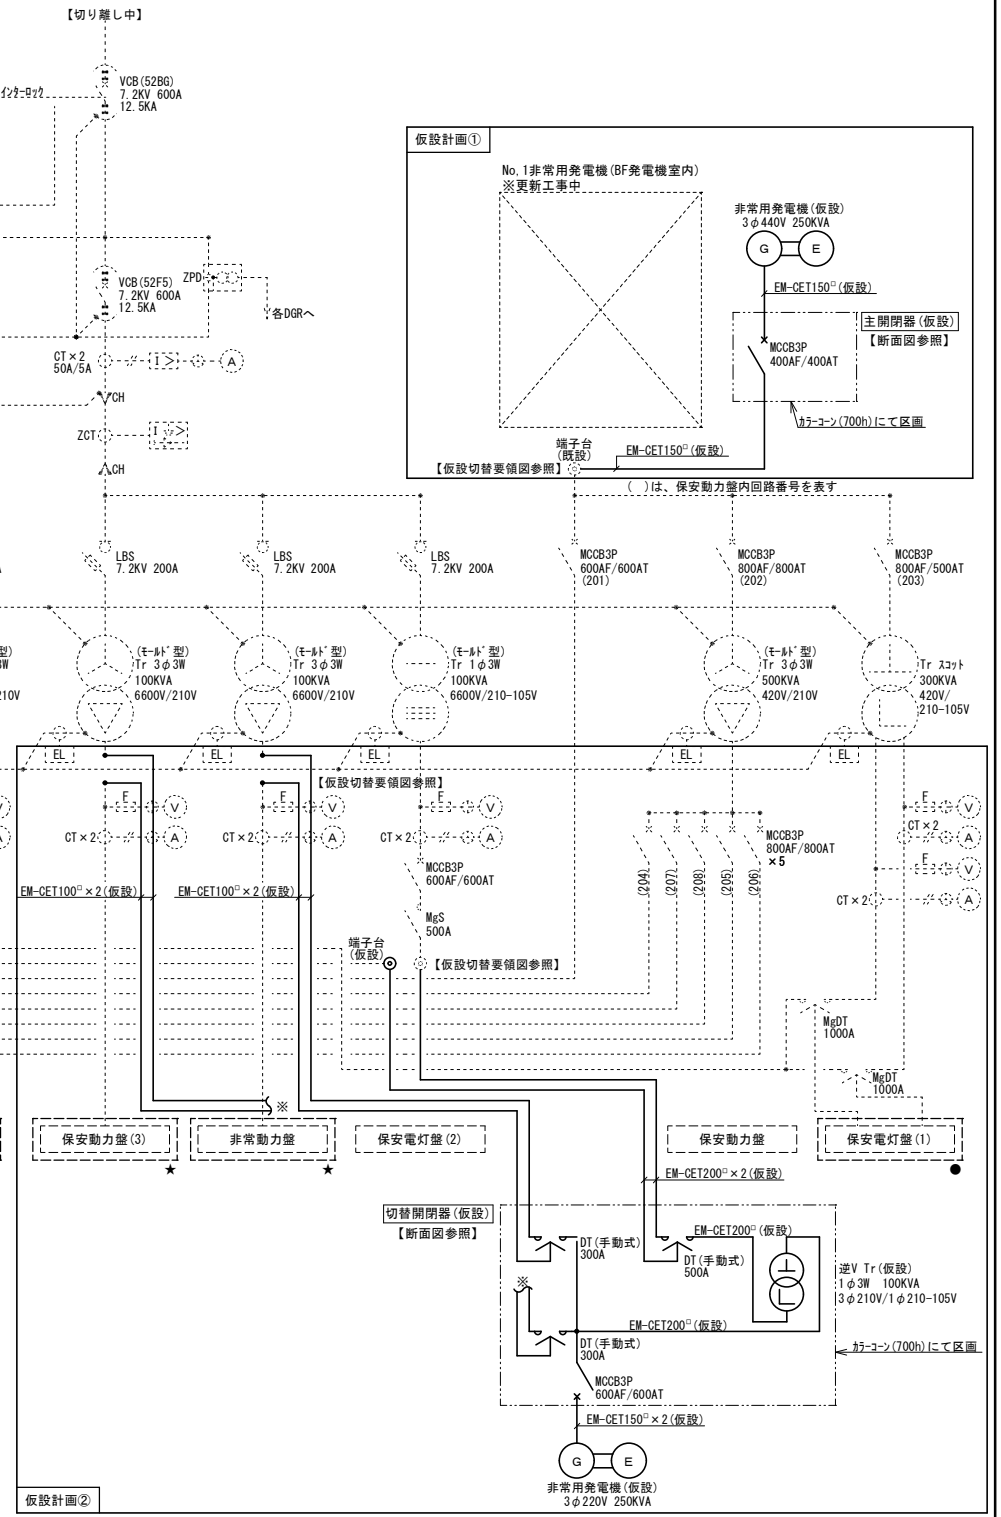 【切り離し中】
VCB(52BG)
7.2KV 600A
12.5KA
ｲﾝﾀｰﾛｯｸ
仮設計画①
No,1非常用発電機(BF発電機室内)
※更新工事中
非常用発電機(仮設)
3φ440V 250KVA
G
E
EM-CET150□(仮設)
主開閉器(仮設)
【断面図参照】
MCCB3P
400AF/400AT
ｶﾗｰｺｰﾝ(700h)にて区画
端子台
(既設)
EM-CET150□(仮設)
【仮設切替要領図参照】
( )は、保安動力盤内回路番号を表す
VCB(52F5)
7.2KV 600A
12.5KA
ZPD
各DGRへ
CT×2
50A/5A
I >
A
CH
ZCT
I >
CH
LBS
7.2KV 200A
LBS
7.2KV 200A
LBS
7.2KV 200A
MCCB3P
600AF/600AT
(201)
MCCB3P
800AF/800AT
(202)
MCCB3P
800AF/500AT
(203)
A
型)
3W
210V
(ﾓｰﾙﾄﾞ型)
Tr 3φ3W
100KVA
6600V/210V
(ﾓｰﾙﾄﾞ型)
Tr 3φ3W
100KVA
6600V/210V
(ﾓｰﾙﾄﾞ型)
Tr 1φ3W
100KVA
6600V/210-105V
(ﾓｰﾙﾄﾞ型)
Tr 3φ3W
500KVA
420V/210V
Tr ｽｺｯﾄ
300KVA
420V/
210-105V
EL
EL
EL
EL
EL
【仮設切替要領図参照】
V
F
V
F
V
F
V
F
V
A
CT×2
A
CT×2
A
CT×2
A
CT×2
A
F
V
CT×2
A
MCCB3P
800AF/800AT
×5
(204)
(207)
(208)
(205)
(206)
MCCB3P
600AF/600AT
EM-CET100□×2(仮設)
EM-CET100□×2(仮設)
MgS
500A
端子台
(仮設)
【仮設切替要領図参照】
MgDT
1000A
MgDT
1000A
※
保安動力盤(3)
非常動力盤
保安電灯盤(2)
保安動力盤
保安電灯盤(1)
★
★
●
EM-CET200□×2(仮設)
切替開閉器(仮設)
【断面図参照】
DT(手動式)
300A
EM-CET200□(仮設)
DT(手動式)
500A
逆V Tr(仮設)
1φ3W 100KVA
3φ210V/1φ210-105V
※
EM-CET200□(仮設)
DT(手動式)
300A
ｶﾗｰｺｰﾝ(700h)にて区画
MCCB3P
600AF/600AT
EM-CET150□×2(仮設)
G
E
非常用発電機(仮設)
3φ220V 250KVA
仮設計画②